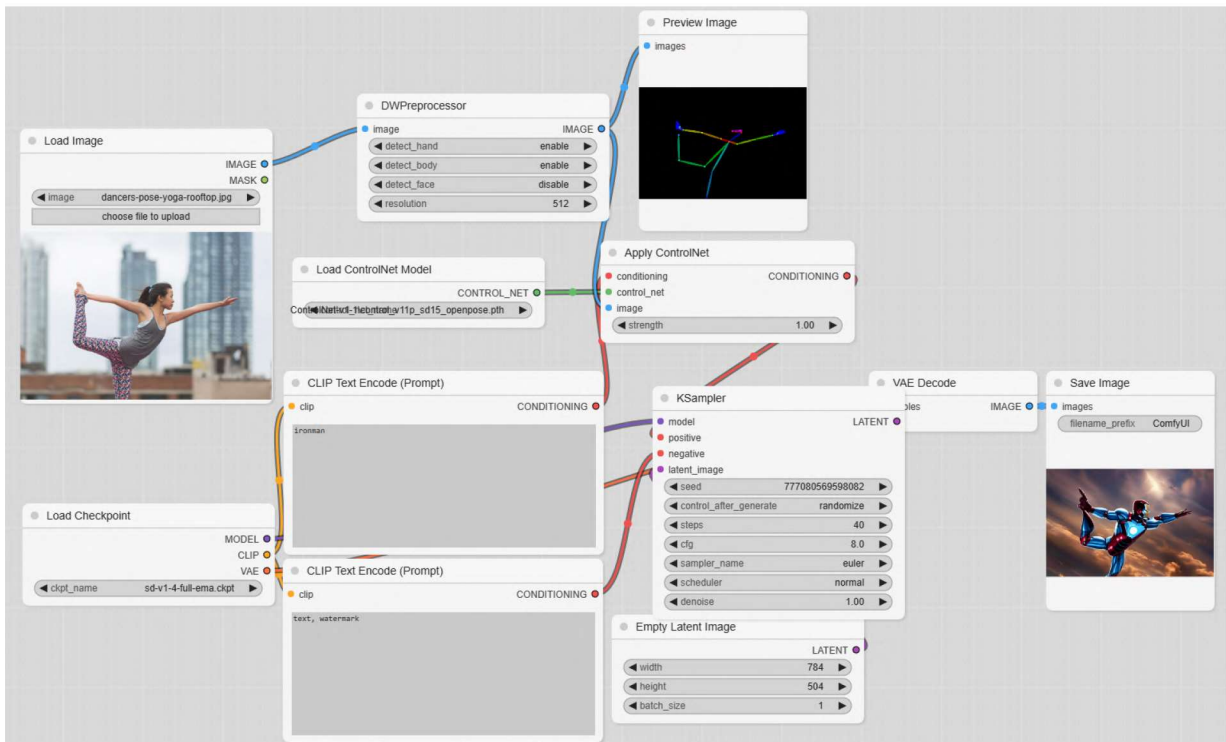 Preview Image
images
DWPreprocessor
image IMAGE
detect_hand enable
detect_body enable
detect_face disable
resolution 512
Load Image
IMAGE
MASK
image dancers-pose-yoga-rooftop.jpg
choose file to upload
Load ControlNet Model
CONTROL_NET
control_v11p_sd15_openpose.pth
Apply ControlNet
conditioning CONDITIONING
control_net
image
strength 1.00
CLIP Text Encode (Prompt)
clip CONDITIONING
ironman
Load Checkpoint
MODEL
CLIP
VAE
ckpt_name sd-v1-4-full-ema.ckpt
CLIP Text Encode (Prompt)
clip CONDITIONING
text, watermark
KSampler
model LATENT
positive
negative
latent_image
seed 777080569598082
control_after_generate randomize
steps 40
cfg 8.0
sampler_name euler
scheduler normal
denoise 1.00
Empty Latent Image
LATENT
width 784
height 504
batch_size 1
VAE Decode
IMAGE
Save Image
images
filename_prefix ComfyUI